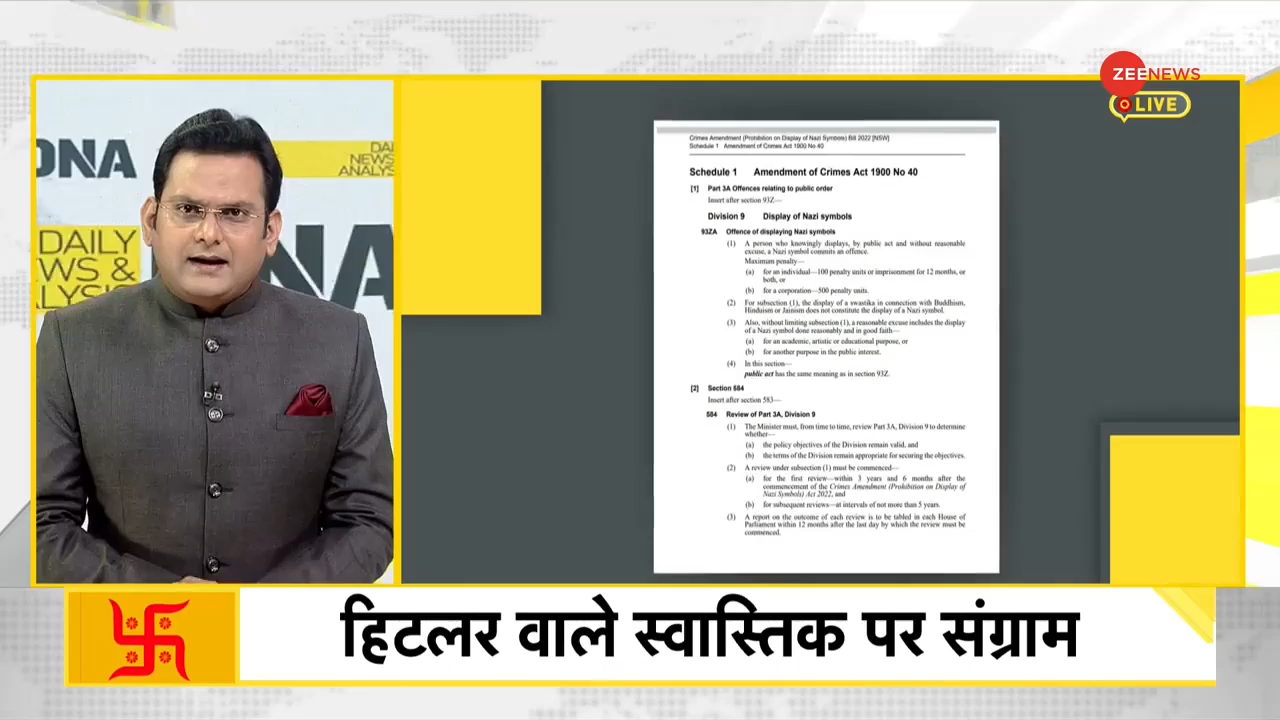 ZEENEWS
LIVE
DNA
DAILY
NEWS
ANALYS
DAILY
NEWS &
ANALYS
NA
Crimes Amendment (Prohibition on Display of Nazi Symbols) Bill 2022 [NSW]
Schedule 1 Amendment of Crimes Act 1900 No 40
Schedule 1 Amendment of Crimes Act 1900 No 40
[1] Part 3A Offences relating to public order
Insert after section 93Z—
Division 9 Display of Nazi symbols
93ZA Offence of displaying Nazi symbols
(1) A person who knowingly displays, by public act and without reasonable
excuse, a Nazi symbol commits an offence.
Maximum penalty—
(a) for an individual—100 penalty units or imprisonment for 12 months, or
both, or
(b) for a corporation—500 penalty units.
(2) For subsection (1), the display of a swastika in connection with Buddhism,
Hinduism or Jainism does not constitute the display of a Nazi symbol.
(3) Also, without limiting subsection (1), a reasonable excuse includes the display
of a Nazi symbol done reasonably and in good faith—
(a) for an academic, artistic or educational purpose, or
(b) for another purpose in the public interest.
(4) In this section—
public act has the same meaning as in section 93Z.
[2] Section 584
Insert after section 583—
584 Review of Part 3A, Division 9
(1) The Minister must, from time to time, review Part 3A, Division 9 to determine
whether—
(a) the policy objectives of the Division remain valid, and
(b) the terms of the Division remain appropriate for securing the objectives.
(2) A review under subsection (1) must be commenced—
(a) for the first review—within 3 years and 6 months after the
commencement of the Crimes Amendment (Prohibition on Display of
Nazi Symbols) Act 2022, and
(b) for subsequent reviews—at intervals of not more than 5 years.
(3) A report on the outcome of each review is to be tabled in each House of
Parliament within 12 months after the last day by which the review must be
commenced.
हिटलर वाले स्वास्तिक पर संग्राम